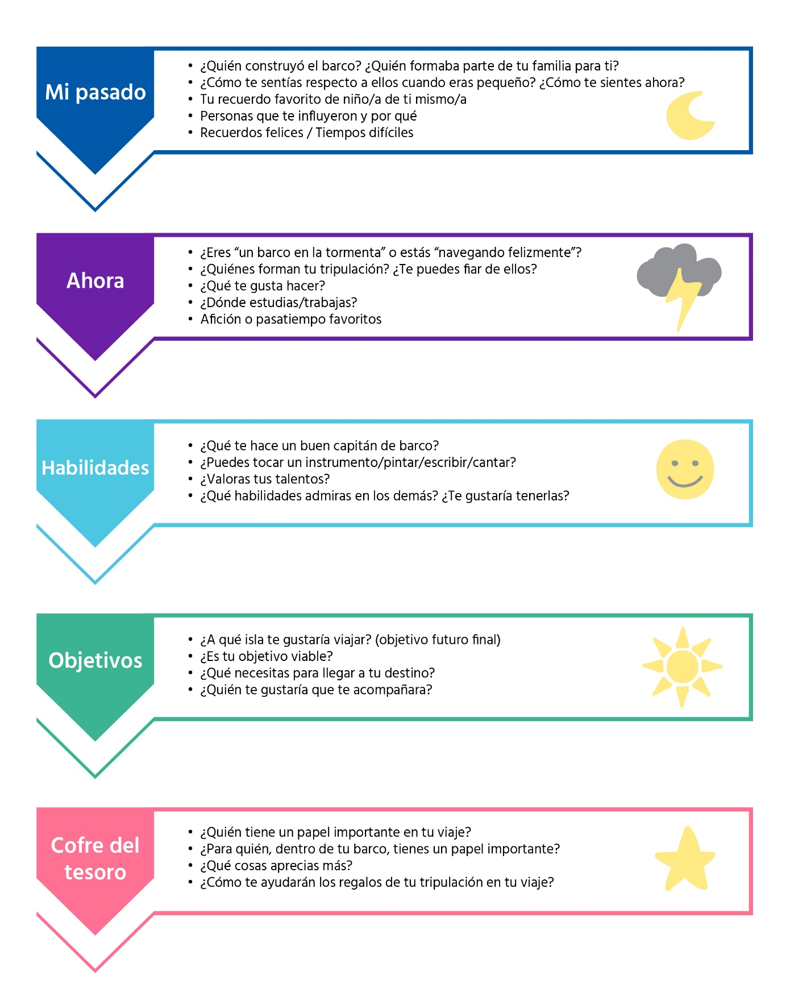 Mi pasado
• ¿Quién construyó el barco? ¿Quién formaba parte de tu familia para ti?
• ¿Cómo te sentías respecto a ellos cuando eras pequeño? ¿Cómo te sientes ahora?
• Tu recuerdo favorito de niño/a de ti mismo/a
• Personas que te influyeron y por qué
• Recuerdos felices / Tiempos difíciles
Ahora
• ¿Eres “un barco en la tormenta” o estás “navegando felizmente”?
• ¿Quiénes forman tu tripulación? ¿Te puedes fiar de ellos?
• ¿Qué te gusta hacer?
• ¿Dónde estudias/trabajas?
• Afición o pasatiempo favoritos
Habilidades
• ¿Qué te hace un buen capitán de barco?
• ¿Puedes tocar un instrumento/pintar/escribir/cantar?
• ¿Valoras tus talentos?
• ¿Qué habilidades admiras en los demás? ¿Te gustaría tenerlas?
Objetivos
• ¿A qué isla te gustaría viajar? (objetivo futuro final)
• ¿Es tu objetivo viable?
• ¿Qué necesitas para llegar a tu destino?
• ¿Quién te gustaría que te acompañara?
Cofre del
tesoro
• ¿Quién tiene un papel importante en tu viaje?
• ¿Para quién, dentro de tu barco, tienes un papel importante?
• ¿Qué cosas aprecias más?
• ¿Cómo te ayudarán los regalos de tu tripulación en tu viaje?